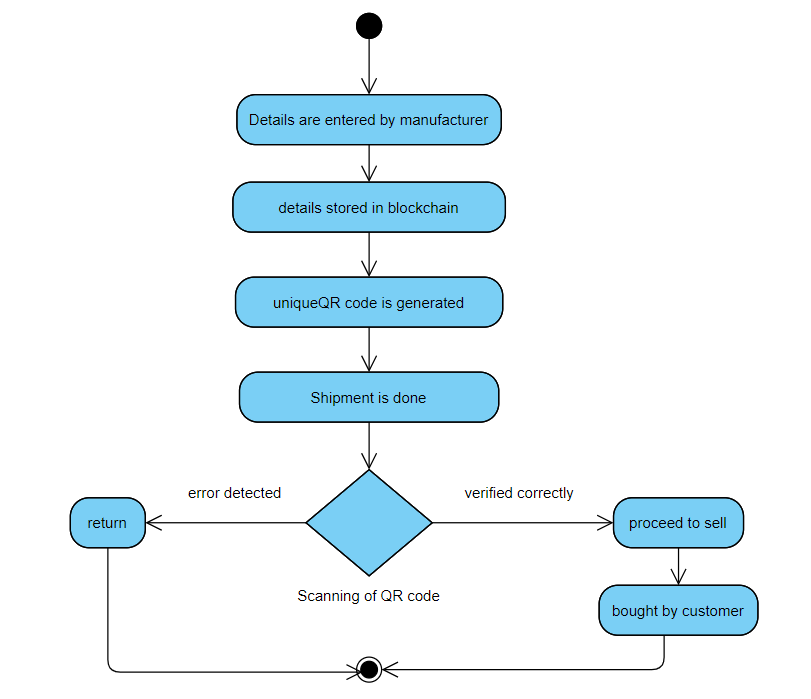 Details are entered by manufacturer
details stored in blockchain
uniqueQR code is generated
Shipment is done
error detected
verified correctly
return
proceed to sell
Scanning of QR code
bought by customer